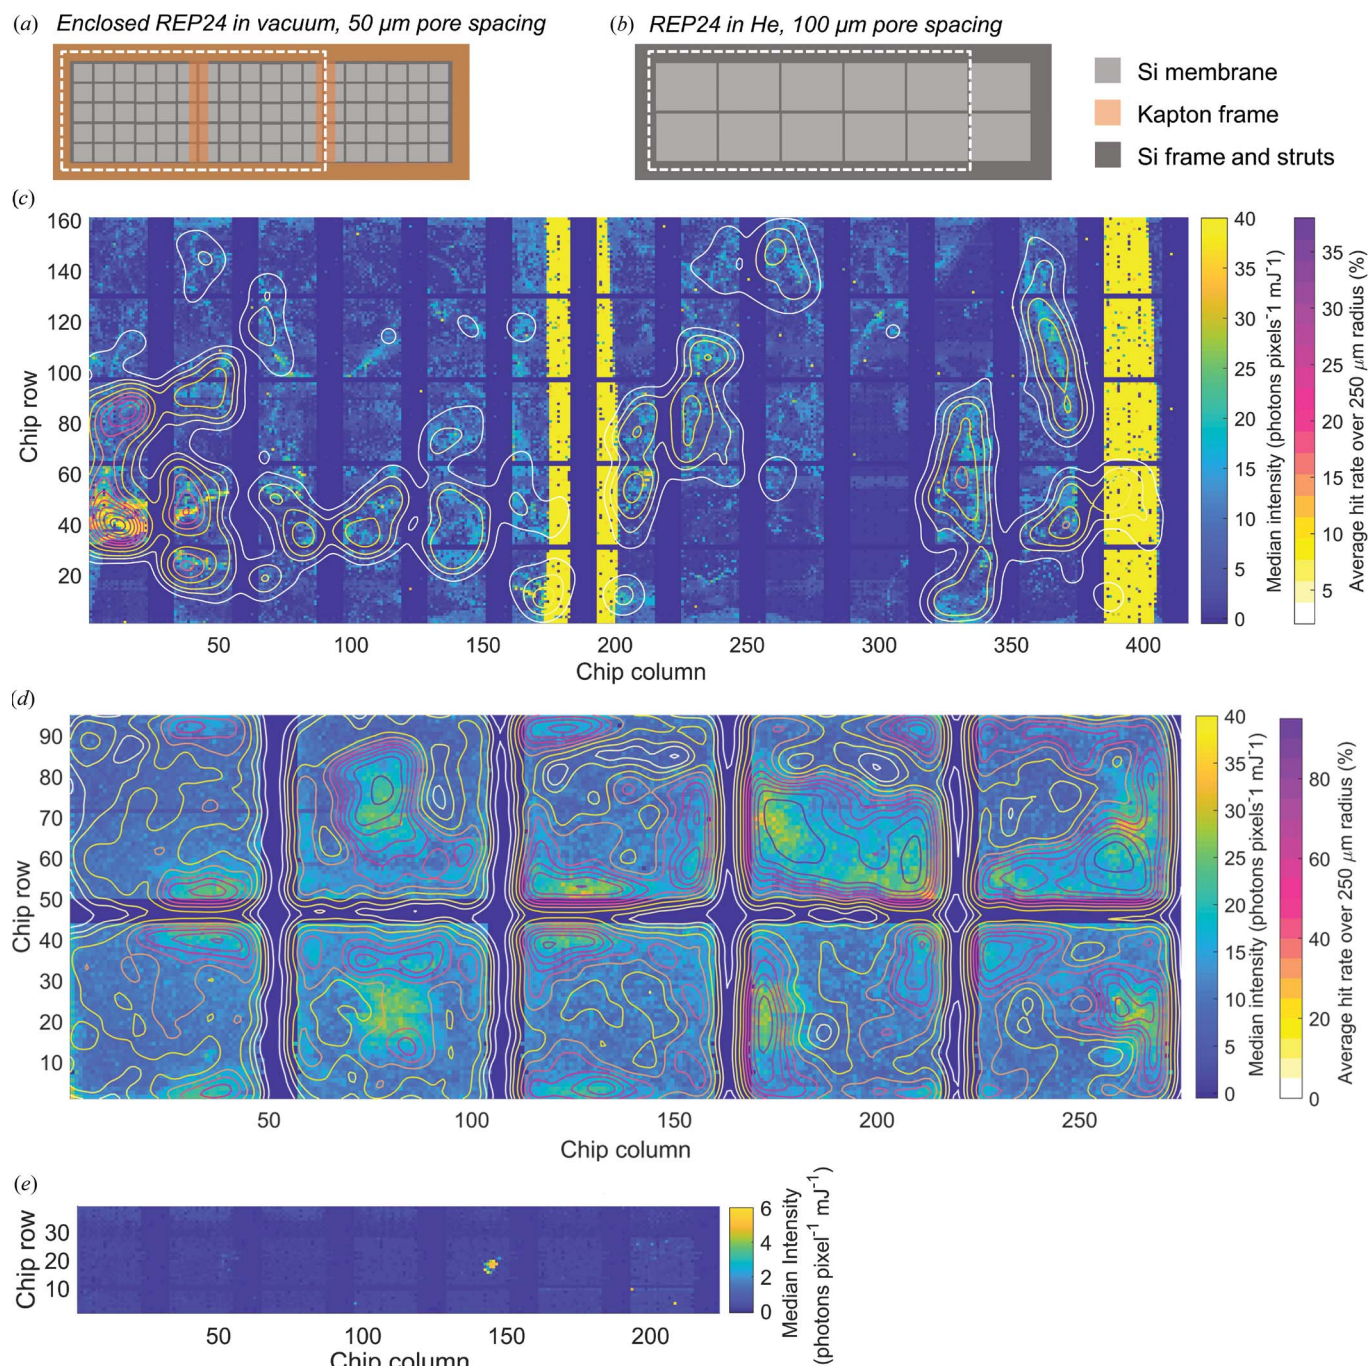 (a) Enclosed REP24 in vacuum, 50 µm pore spacing
(b) REP24 in He, 100 µm pore spacing
Si membrane
Kapton frame
Si frame and struts
(c)
160
140
120
100
80
60
40
20
Chip row
50 100 150 200 250 300 350 400
Chip column
40
35
30
25
20
15
10
5
0
Median intensity (photons pixels-1 mJ-1)
35
30
25
20
15
10
5
Average hit rate over 250 µm radius (%)
(d)
90
80
70
60
50
40
30
20
10
Chip row
50 100 150 200 250
Chip column
40
35
30
25
20
15
10
5
0
Median intensity (photons pixels-1 mJ-1)
80
60
40
20
0
Average hit rate over 250 µm radius (%)
(e)
30
20
10
Chip row
50 100 150 200
Chip column
6
4
2
0
Median Intensity
(photons pixel-1 mJ-1)